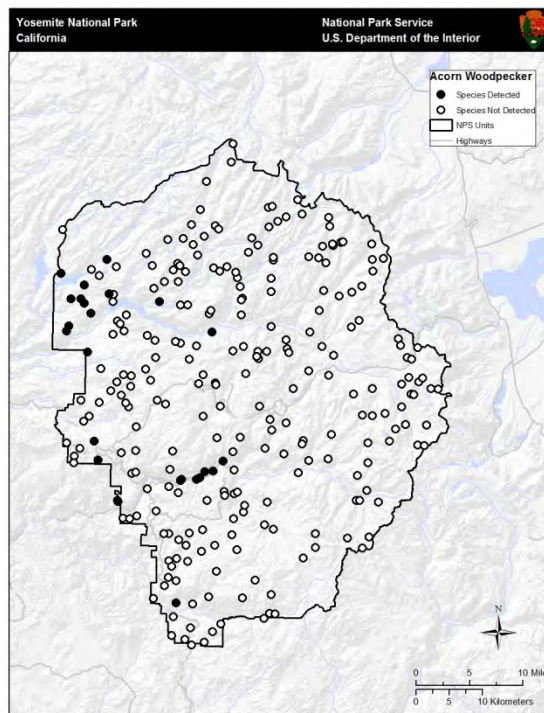 Yosemite National Park
California
National Park Service
U.S. Department of the Interior
Acorn Woodpecker
Species Detected
Species Not Detected
NPS Units
Highways
N
0 5 10 Mile
0 5 10 Kilometers